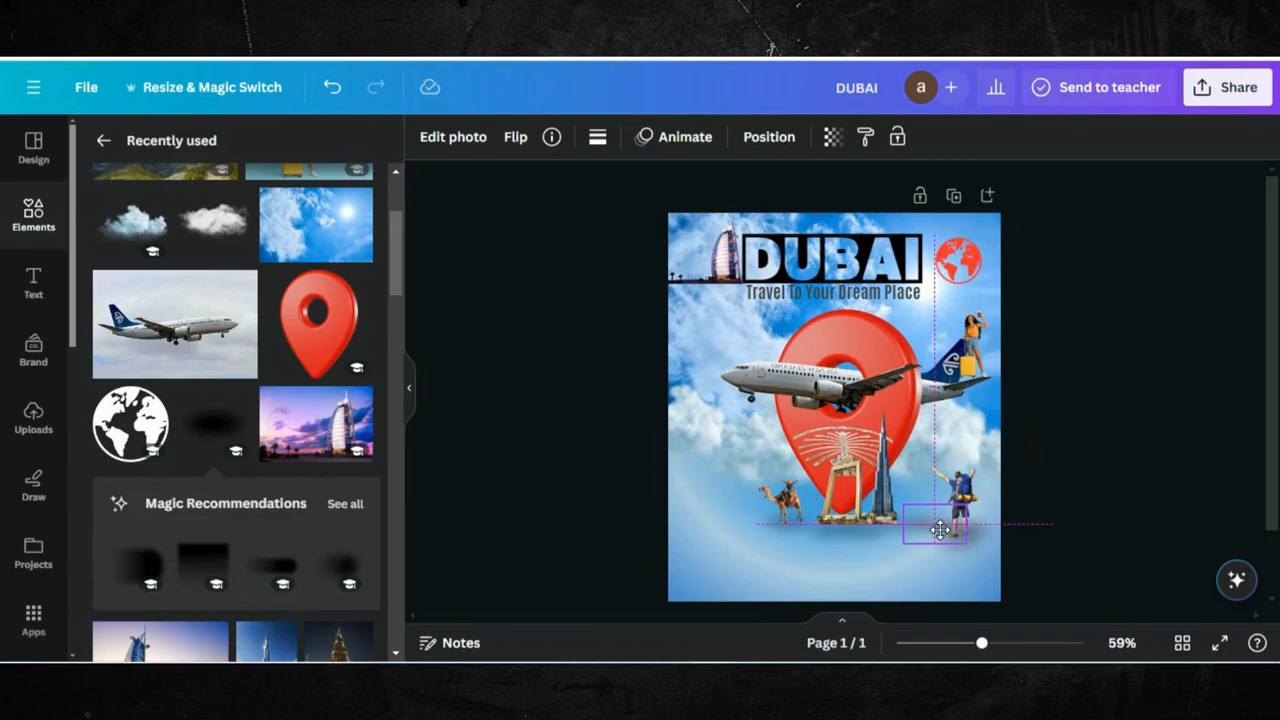 File
Resize & Magic Switch
DUBAI
a
+
Send to teacher
Share
Design
Elements
Text
Brand
Uploads
Draw
Projects
Apps
Recently used
Magic Recommendations
See all
Edit photo
Flip
Animate
Position
DUBAI
Travel To Your Dream Place
Notes
Page 1 / 1
59%